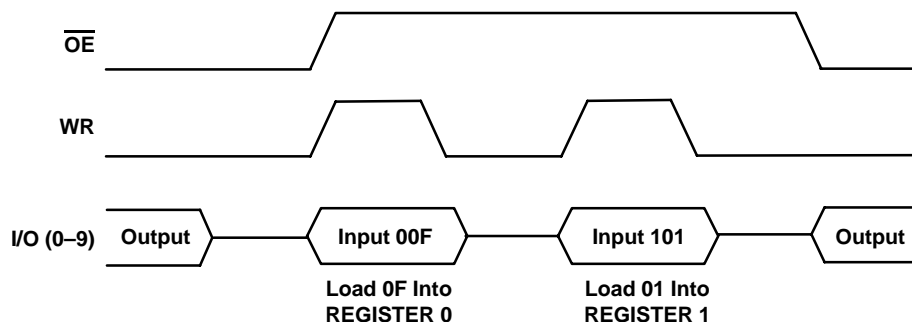 OE
WR
I/O (0–9) Output Input 00F Input 101 Output
Load 0F Into Load 01 Into
REGISTER 0 REGISTER 1